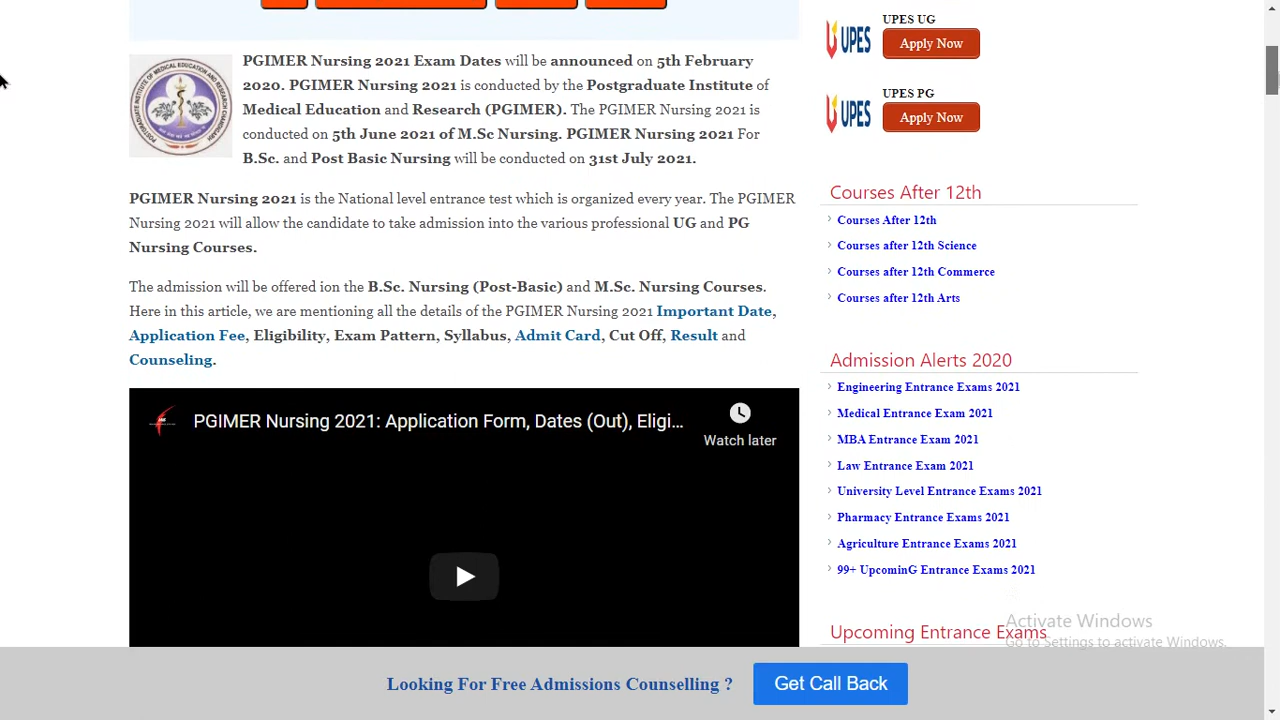 PGIMER Nursing 2021 Exam Dates will be announced on 5th February
2020. PGIMER Nursing 2021 is conducted by the Postgraduate Institute of
Medical Education and Research (PGIMER). The PGIMER Nursing 2021 is
conducted on 5th June 2021 of M.Sc Nursing. PGIMER Nursing 2021 For
B.Sc. and Post Basic Nursing will be conducted on 31st July 2021.
PGIMER Nursing 2021 is the National level entrance test which is organized every year. The PGIMER
Nursing 2021 will allow the candidate to take admission into the various professional UG and PG
Nursing Courses.
The admission will be offered ion the B.Sc. Nursing (Post-Basic) and M.Sc. Nursing Courses.
Here in this article, we are mentioning all the details of the PGIMER Nursing 2021 Important Date,
Application Fee, Eligibility, Exam Pattern, Syllabus, Admit Card, Cut Off, Result and
Counseling.
PGIMER Nursing 2021: Application Form, Dates (Out), Eligi...
Watch later
UPES UG
UPES
Apply Now
UPES PG
UPES
Apply Now
Courses After 12th
Courses After 12th
Courses after 12th Science
Courses after 12th Commerce
Courses after 12th Arts
Admission Alerts 2020
Engineering Entrance Exams 2021
Medical Entrance Exam 2021
MBA Entrance Exam 2021
Law Entrance Exam 2021
University Level Entrance Exams 2021
Pharmacy Entrance Exams 2021
Agriculture Entrance Exams 2021
99+ UpcominG Entrance Exams 2021
Upcoming Entrance Exams
Activate Windows
Go to Settings to activate Windows.
Looking For Free Admissions Counselling ?
Get Call Back